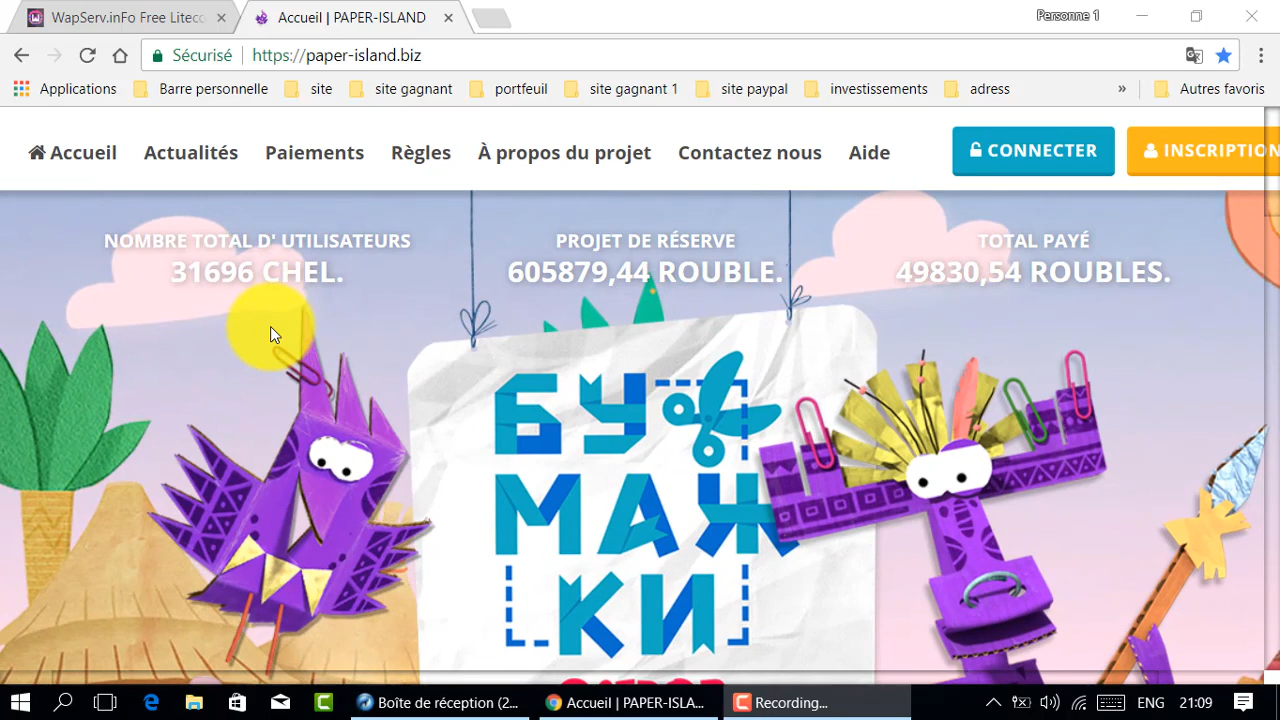 WapServ.inFo Free Liteco
Accueil | PAPER-ISLAND
Personne 1
Sécurisé
https://paper-island.biz
Applications
Barre personnelle
site
site gagnant
portfeuil
site gagnant 1
site paypal
investissements
adress
»
Autres favoris
Accueil
Actualités
Paiements
Règles
À propos du projet
Contactez nous
Aide
CONNECTER
INSCRIPTION
NOMBRE TOTAL D' UTILISATEURS
31696 CHEL.
PROJET DE RÉSERVE
605879,44 ROUBLE.
TOTAL PAYÉ
49830,54 ROUBLES.
БУ
МАЖ
КИ
Boîte de réception (2...
Accueil | PAPER-ISLA...
Recording...
ENG
21:09